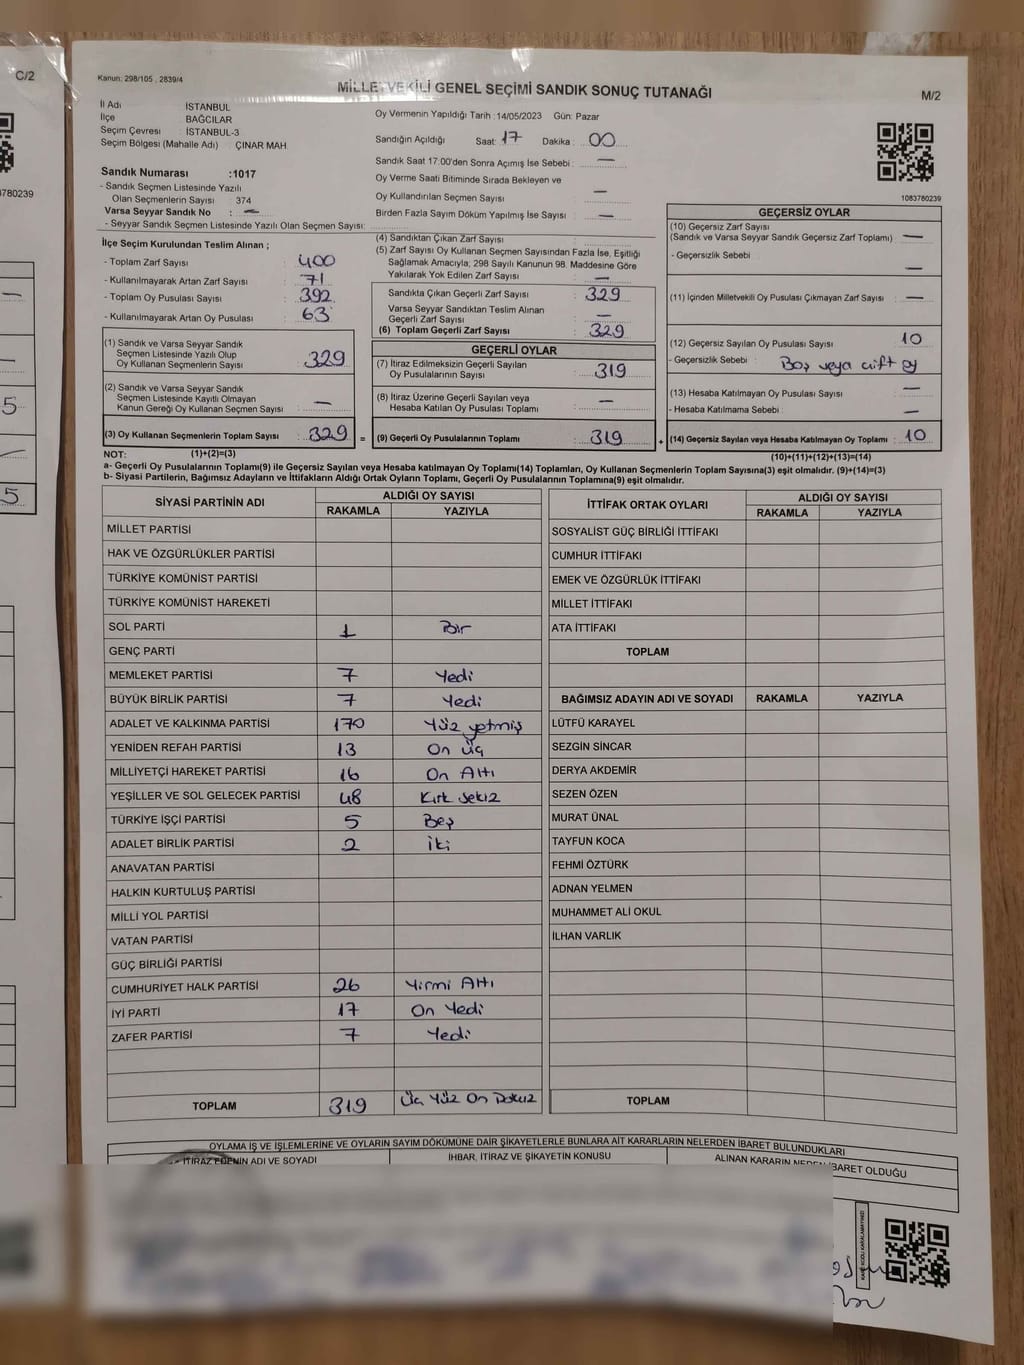 C/2
Kanun: 298/105 , 2839/4
MİLLETVEKİLİ GENEL SEÇİMİ SANDIK SONUÇ TUTANAĞI
M/2
İl Adı İSTANBUL
İlçe BAĞCILAR
Seçim Çevresi : İSTANBUL-3
Seçim Bölgesi (Mahalle Adı) : ÇINAR MAH.
Oy Vermenin Yapıldığı Tarih :14/05/2023 Gün: Pazar
Sandığın Açıldığı Saat: 17 Dakika : 00
Sandık Saat 17.00'den Sonra Açımış İse Sebebi : —
Oy Verme Saati Bitiminde Sırada Bekleyen ve
Oy Kullandırılan Seçmen Sayısı —
Birden Fazla Sayım Döküm Yapılmış İse Sayısı —
3780239
1083780239
Sandık Numarası :1017
- Sandık Seçmen Listesinde Yazılı
Olan Seçmenlerin Sayısı : 374
Varsa Seyyar Sandık No : —
- Seyyar Sandık Seçmen Listesinde Yazılı Olan Seçmen Sayısı:
İlçe Seçim Kurulundan Teslim Alınan ;
- Toplam Zarf Sayısı : 400
- Kullanılmayarak Artan Zarf Sayısı : 71
- Toplam Oy Pusulası Sayısı : 392
- Kullanılmayarak Artan Oy Pusulası : 63
(1) Sandık ve Varsa Seyyar Sandık
Seçmen Listesinde Yazılı Olup
Oy Kullanan Seçmenlerin Sayısı : 329
(2) Sandık ve Varsa Seyyar Sandık
Seçmen Listesinde Kayıtlı Olmayan
Kanun Gereği Oy Kullanan Seçmen Sayısı : —
(3) Oy Kullanan Seçmenlerin Toplam Sayısı : 329
(4) Sandıktan Çıkan Zarf Sayısı :
(5) Zarf Sayısı Oy Kullanan Seçmen Sayısından Fazla İse, Eşitliği
Sağlamak Amacıyla; 298 Sayılı Kanunun 98. Maddesine Göre
Yakılarak Yok Edilen Zarf Sayısı : —
Sandıkta Çıkan Geçerli Zarf Sayısı : 329
Varsa Seyyar Sandıktan Teslim Alınan
Geçerli Zarf Sayısı : —
(6) Toplam Geçerli Zarf Sayısı : 329
GEÇERLİ OYLAR
(7) İtiraz Edilmeksizin Geçerli Sayılan
Oy Pusulalarının Sayısı : 319
(8) İtiraz Üzerine Geçerli Sayılan veya
Hesaba Katılan Oy Pusulası Toplamı : —
= (9) Geçerli Oy Pusulalarının Toplamı : 319
GEÇERSİZ OYLAR
(10) Geçersiz Zarf Sayısı
(Sandık ve Varsa Seyyar Sandık Geçersiz Zarf Toplamı) : —
- Geçersizlik Sebebi : —
(11) İçinden Milletvekili Oy Pusulası Çıkmayan Zarf Sayısı : —
(12) Geçersiz Sayılan Oy Pusulası Sayısı : 10
- Geçersizlik Sebebi : Boş veya çift oy
(13) Hesaba Katılmayan Oy Pusulası Sayısı : —
- Hesaba Katılmama Sebebi : —
+ (14) Geçersiz Sayılan veya Hesaba Katılmayan Oy Toplamı : 10
NOT: (1)+(2)=(3)
(10)+(11)+(12)+(13)=(14)
a- Geçerli Oy Pusulalarının Toplamı(9) ile Geçersiz Sayılan veya Hesaba katılmayan Oy Toplamı(14) Toplamları, Oy Kullanan Seçmenlerin Toplam Sayısına(3) eşit olmalıdır. (9)+(14)=(3)
b- Siyasi Partilerin, Bağımsız Adayların ve İttifakların Aldığı Ortak Oyların Toplamı, Geçerli Oy Pusulalarının Toplamına(9) eşit olmalıdır.
SİYASİ PARTİNİN ADI ALDIĞI OY SAYISI
RAKAMLA YAZIYLA
MİLLET PARTİSİ
HAK VE ÖZGÜRLÜKLER PARTİSİ
TÜRKİYE KOMÜNİST PARTİSİ
TÜRKİYE KOMÜNİST HAREKETİ
SOL PARTİ 1 Bir
GENÇ PARTİ
MEMLEKET PARTİSİ 7 Yedi
BÜYÜK BİRLİK PARTİSİ 7 Yedi
ADALET VE KALKINMA PARTİSİ 170 Yüz yetmiş
YENİDEN REFAH PARTİSİ 13 On Üç
MİLLİYETÇİ HAREKET PARTİSİ 16 On Altı
YEŞİLLER VE SOL GELECEK PARTİSİ 48 Kırk sekiz
TÜRKİYE İŞÇİ PARTİSİ 5 Beş
ADALET BİRLİK PARTİSİ 2 İki
ANAVATAN PARTİSİ
HALKIN KURTULUŞ PARTİSİ
MİLLİ YOL PARTİSİ
VATAN PARTİSİ
GÜÇ BİRLİĞİ PARTİSİ
CUMHURİYET HALK PARTİSİ 26 Yirmi Altı
İYİ PARTİ 17 On Yedi
ZAFER PARTİSİ 7 Yedi
TOPLAM 319 Üç Yüz On Dokuz
İTTİFAK ORTAK OYLARI ALDIĞI OY SAYISI
RAKAMLA YAZIYLA
SOSYALİST GÜÇ BİRLİĞİ İTTİFAKI
CUMHUR İTTİFAKI
EMEK VE ÖZGÜRLÜK İTTİFAKI
MİLLET İTTİFAKI
ATA İTTİFAKI
TOPLAM
BAĞIMSIZ ADAYIN ADI VE SOYADI RAKAMLA YAZIYLA
LÜTFÜ KARAYEL
SEZGİN SİNCAR
DERYA AKDEMİR
SEZEN ÖZEN
MURAT ÜNAL
TAYFUN KOCA
FEHMİ ÖZTÜRK
ADNAN YELMEN
MUHAMMET ALİ OKUL
İLHAN VARLIK
TOPLAM
OYLAMA İŞ VE İŞLEMLERİNE VE OYLARIN SAYIM DÖKÜMÜNE DAİR ŞİKAYETLERLE BUNLARA AİT KARARLARIN NELERDEN İBARET BULUNDUKLARI
İTİRAZ EDENİN ADI VE SOYADI İHBAR, İTİRAZ VE ŞİKAYETİN KONUSU ALINAN KARARIN NEDEN İBARET OLDUĞU
KARE KODU KARALAMAYINIZ!
5
5